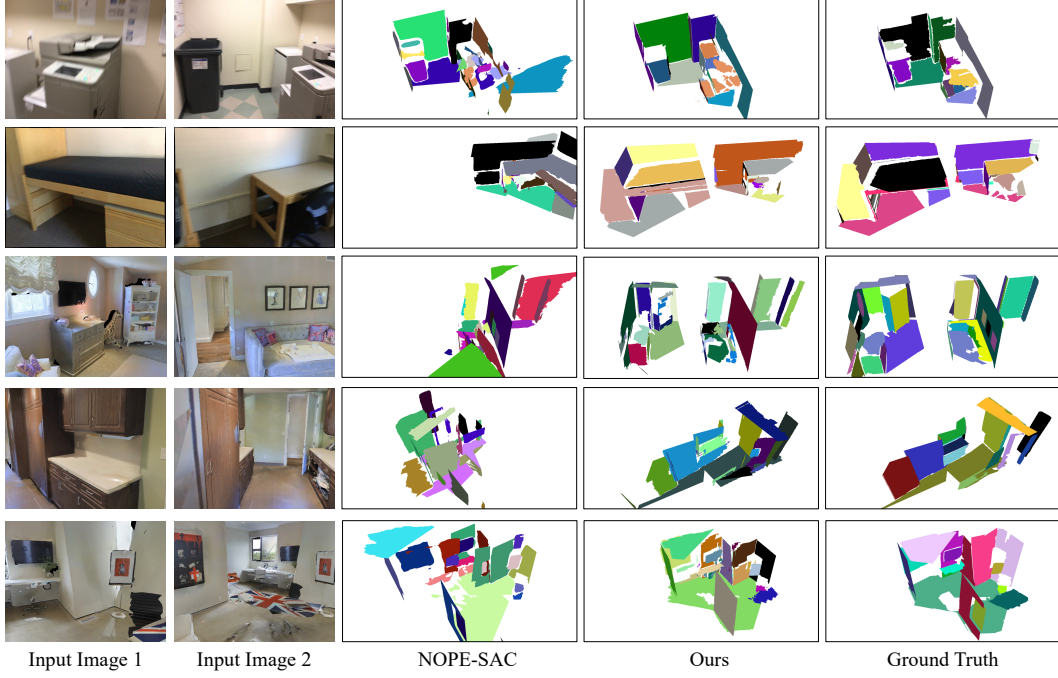 Input Image 1
Input Image 2
NOPE-SAC
Ours
Ground Truth